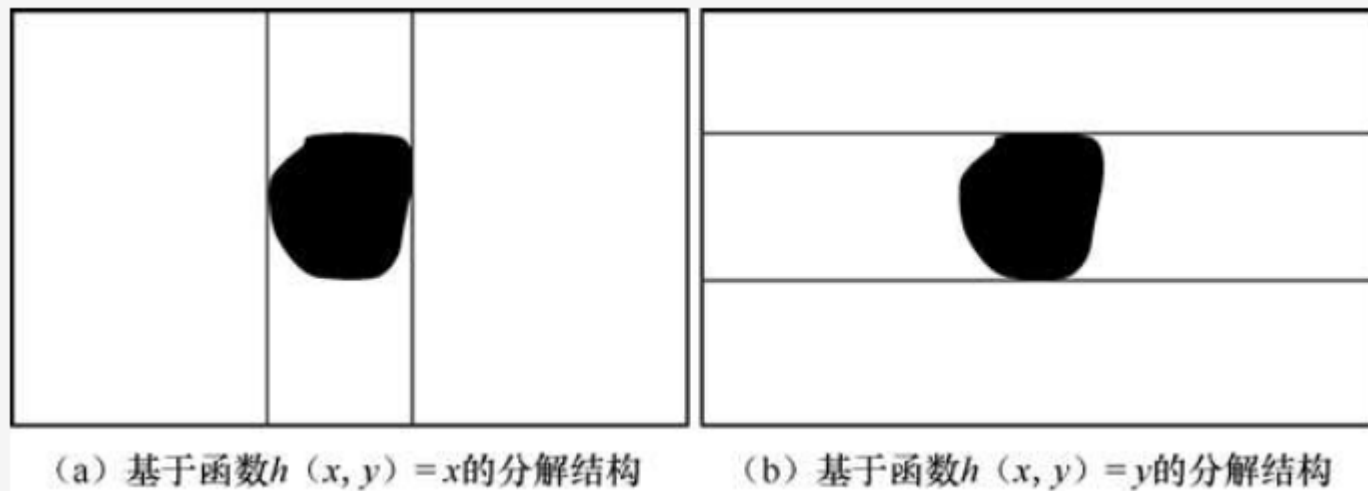 （a）基于函数h（x, y）= x的分解结构
（b）基于函数h（x, y）= y的分解结构